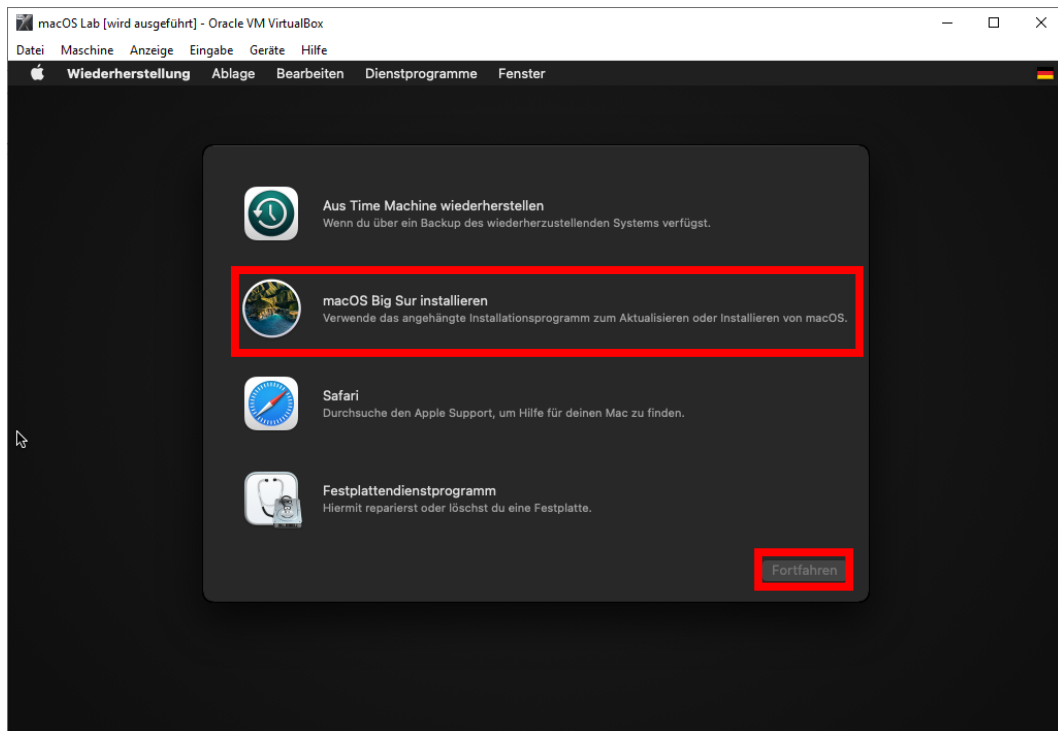 macOS Lab [wird ausgeführt] - Oracle VM VirtualBox
Datei Maschine Anzeige Eingabe Geräte Hilfe
Wiederherstellung Ablage Bearbeiten Dienstprogramme Fenster
Aus Time Machine wiederherstellen
Wenn du über ein Backup des wiederherzustellenden Systems verfügst.
macOS Big Sur installieren
Verwende das angehängte Installationsprogramm zum Aktualisieren oder Installieren von macOS.
Safari
Durchsuche den Apple Support, um Hilfe für deinen Mac zu finden.
Festplattendienstprogramm
Hiermit reparierst oder löschst du eine Festplatte.
Fortfahren